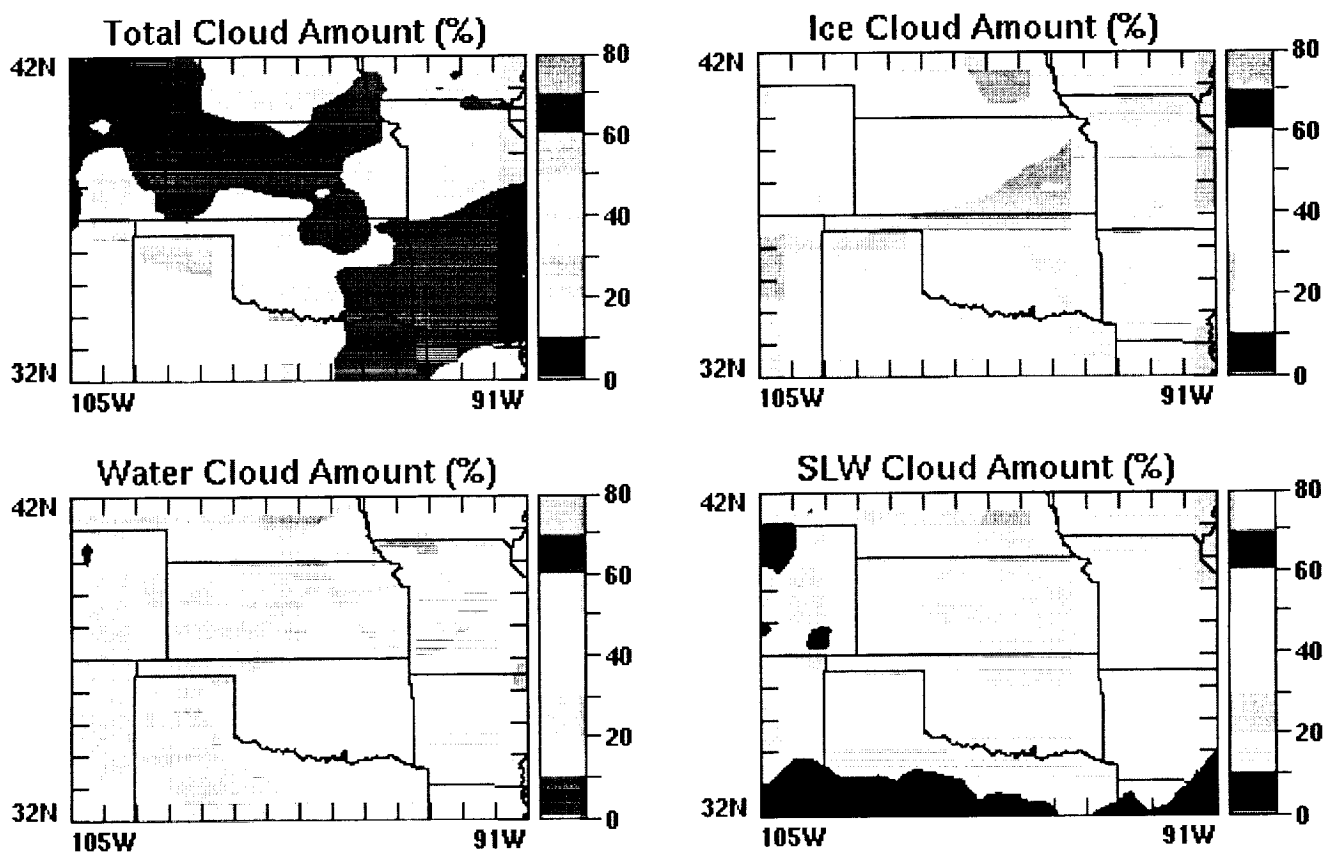 Total Cloud Amount (%)
42N
32N
105W
91W
80
60
40
20
0
Ice Cloud Amount (%)
42N
32N
105W
91W
80
60
40
20
0
Water Cloud Amount (%)
42N
32N
105W
91W
80
60
40
20
0
SLW Cloud Amount (%)
42N
32N
105W
91W
80
60
40
20
0